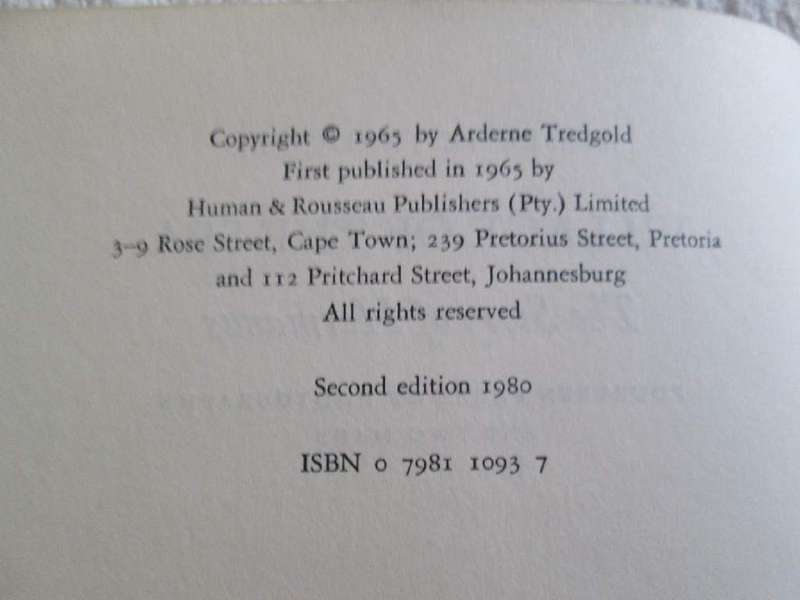 Copyright © 1965 by Arderne Tredgold
First published in 1965 by
Human & Rousseau Publishers (Pty.) Limited
3–9 Rose Street, Cape Town; 239 Pretorius Street, Pretoria
and 112 Pritchard Street, Johannesburg
All rights reserved
Second edition 1980
ISBN 0 7981 1093 7